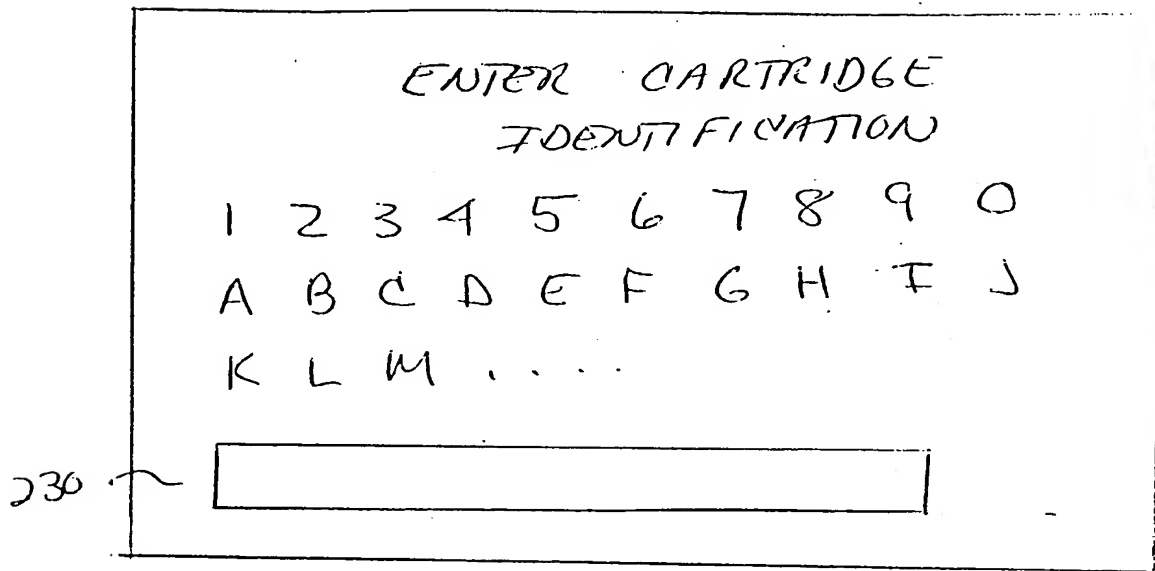 ENTER CARTRIDGE
IDENTIFICATION
1 2 3 4 5 6 7 8 9 0
A B C D E F G H I J
K L M . . . .
230